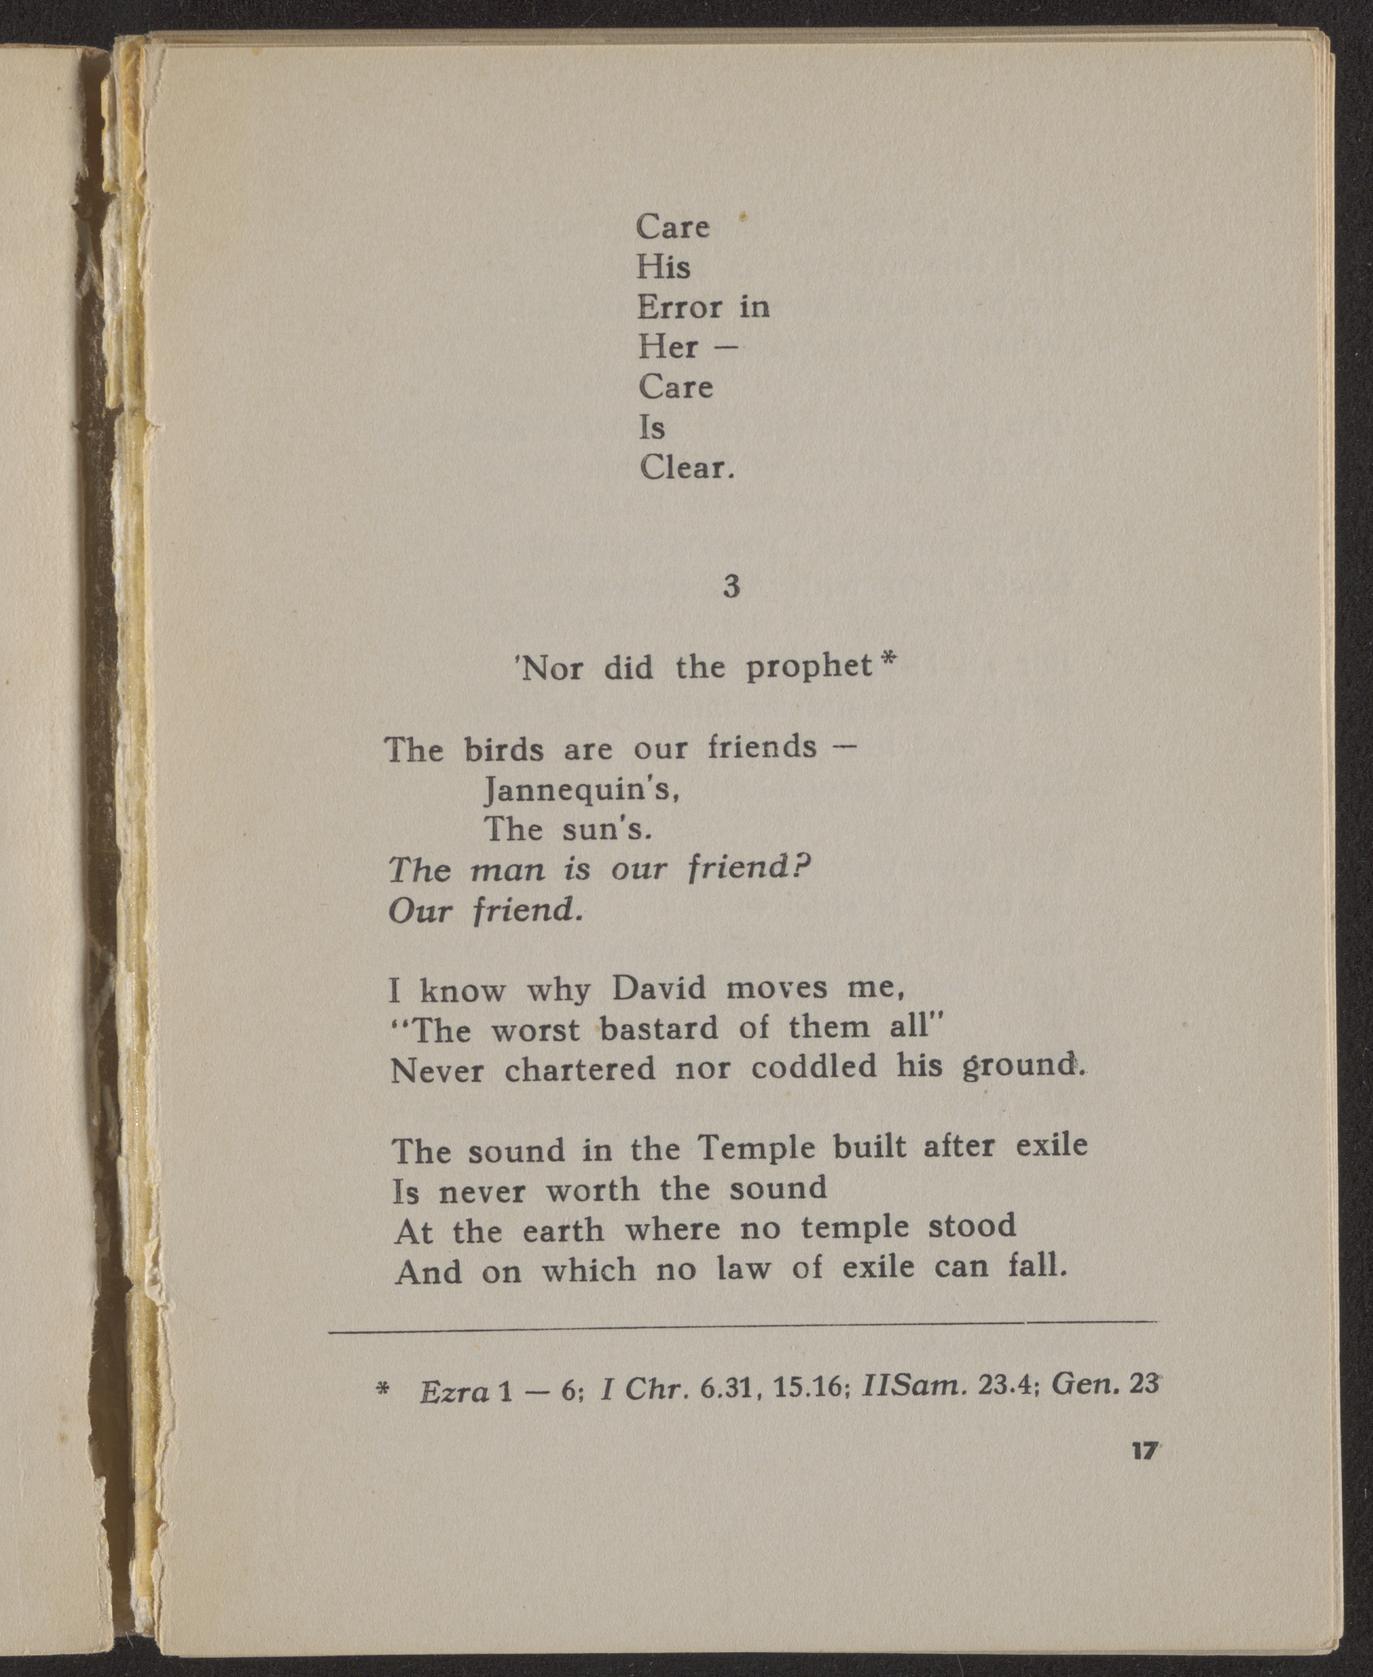 Care
His
Error in
Her —
Care
Is
Clear.
3
'Nor did the prophet*
The birds are our friends —
Jannequin's,
The sun's.
The man is our friend?
Our friend.
I know why David moves me,
“The worst bastard of them all”
Never chartered nor coddled his ground.
The sound in the Temple built after exile
Is never worth the sound
At the earth where no temple stood
And on which no law of exile can fall.
* Ezra 1 — 6; I Chr. 6.31, 15.16; IISam. 23.4; Gen. 23
17